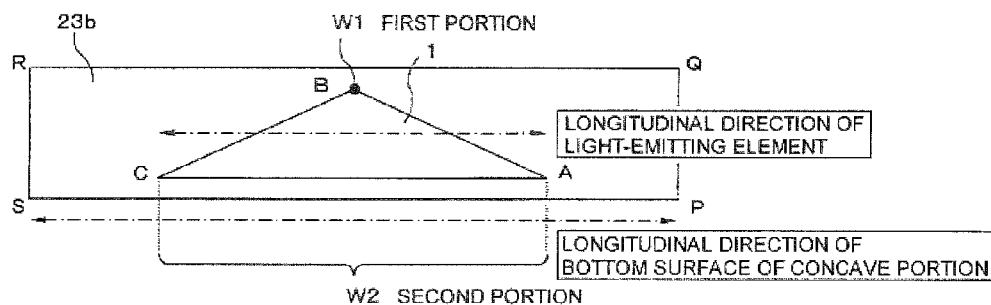 W1 FIRST PORTION
23b
1
R
Q
B
LONGITUDINAL DIRECTION OF
LIGHT-EMITTING ELEMENT
C
A
S
P
LONGITUDINAL DIRECTION OF
BOTTOM SURFACE OF CONCAVE PORTION
W2 SECOND PORTION